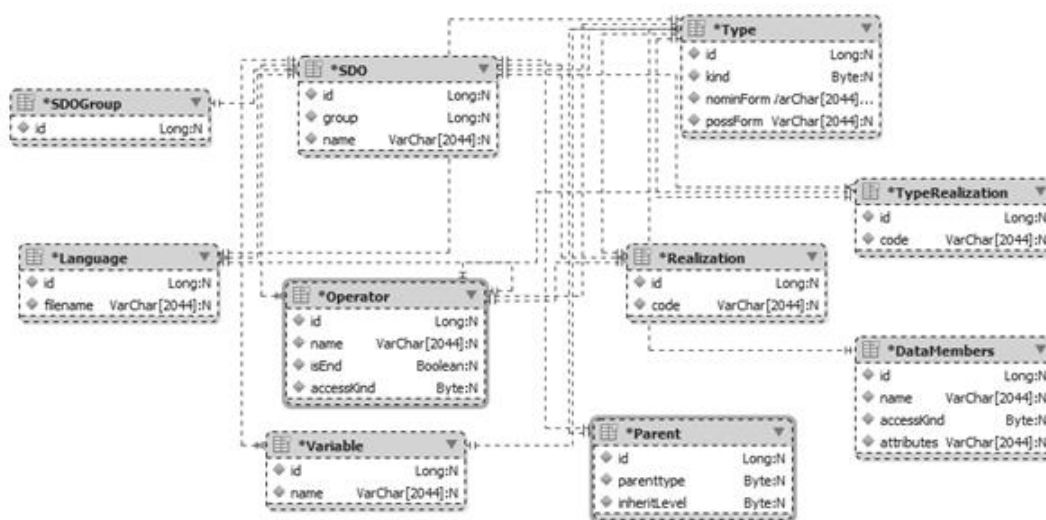 *Type
id Long:N
kind Byte:N
nominForm /arChar[2044]...
possForm VarChar[2044]:N
*SDO
id Long:N
group Long:N
name VarChar[2044]:N
*SDOGroup
id Long:N
*TypeRealization
id Long:N
code VarChar[2044]:N
*Language
id Long:N
filename VarChar[2044]:N
*Realization
id Long:N
code VarChar[2044]:N
*Operator
id Long:N
name VarChar[2044]:N
isEnd Boolean:N
accessKind Byte:N
*DataMembers
id Long:N
name VarChar[2044]:N
accessKind Byte:N
attributes VarChar[2044]:N
*Variable
id Long:N
name VarChar[2044]:N
*Parent
id Long:N
parenttype Byte:N
inheritLevel Byte:N